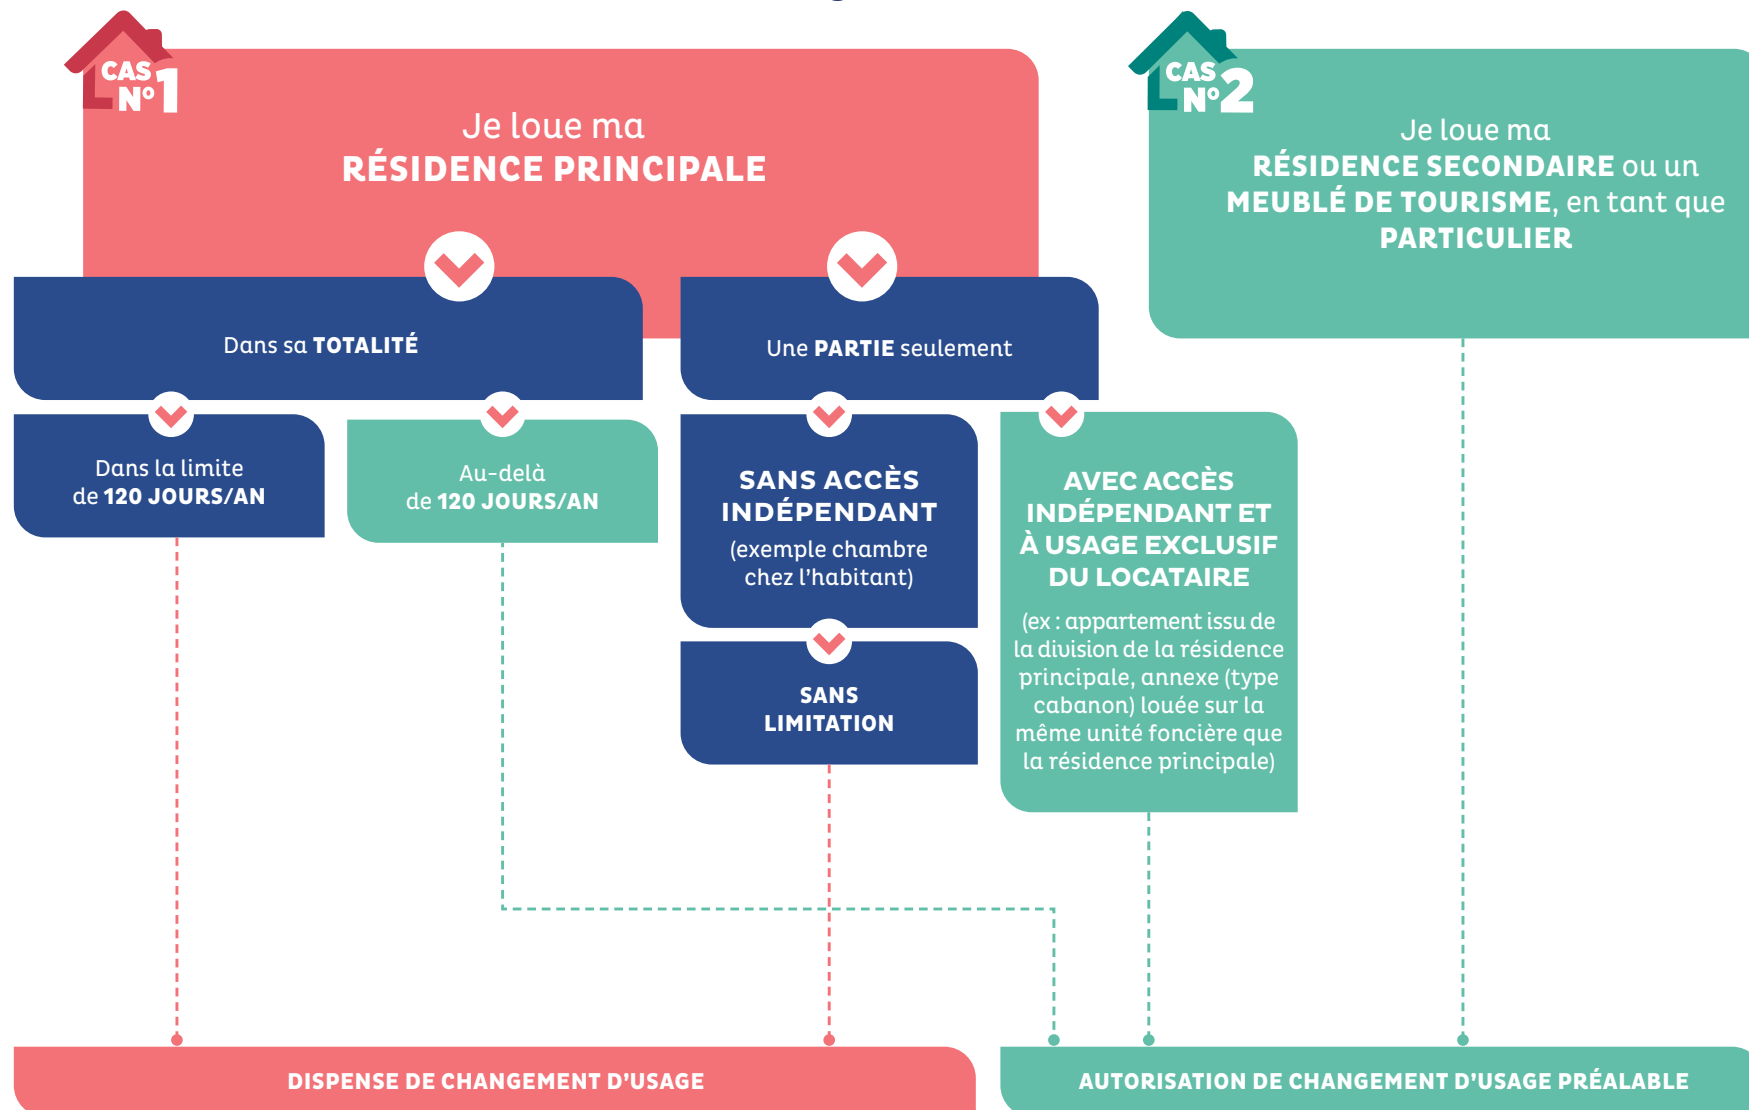 CAS
N° 1
Je loue ma
RÉSIDENCE PRINCIPALE
Dans sa TOTALITÉ
Une PARTIE seulement
Dans la limite
de 120 JOURS/AN
Au-delà
de 120 JOURS/AN
SANS ACCÈS
INDÉPENDANT
(exemple chambre
chez l'habitant)
SANS
LIMITATION
AVEC ACCÈS
INDÉPENDANT ET
À USAGE EXCLUSIF
DU LOCATAIRE
(ex : appartement issu de
la division de la résidence
principale, annexe (type
cabanon) louée sur la
même unité foncière que
la résidence principale)
CAS
N° 2
Je loue ma
RÉSIDENCE SECONDAIRE ou un
MEUBLÉ DE TOURISME, en tant que
PARTICULIER
DISPENSE DE CHANGEMENT D'USAGE
AUTORISATION DE CHANGEMENT D'USAGE PRÉALABLE